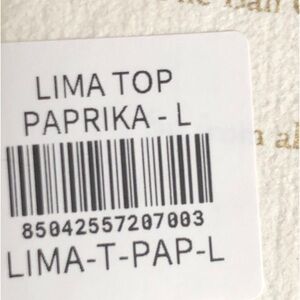 LIMA TOP
PAPRIKA - L
85042557207003
LIMA-T-PAP-L